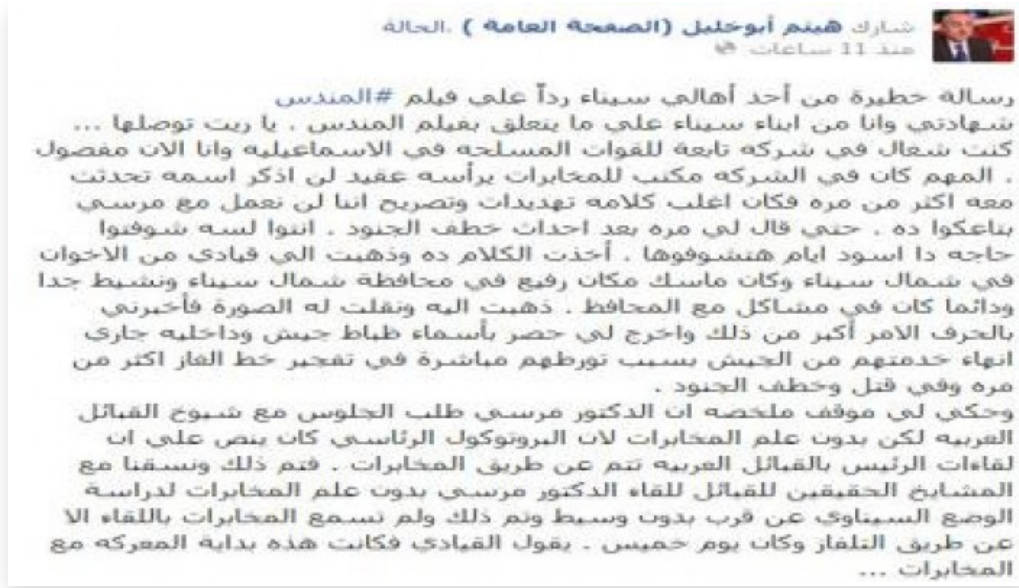 شارك هيثم أبوخليل (الصفحة العامة ) .الحالة
منذ 11 ساعات
رسالة خطيرة من أحد أهالي سيناء رداً على فيلم #المندس
شهادتي وانا من ابناء سيناء علي ما يتعلق بفيلم المندس . يا ريت توصلها ...
كنت شغال في شركه تابعة للقوات المسلحه في الاسماعيليه وانا الان مفصول
. المهم كان في الشركه مكتب للمخابرات يرأسه عقيد لن اذكر اسمه تحدثت
معه اكثر من مره فكان اغلب كلامه تهديدات وتصريح اننا لن نعمل مع مرسي
بتاعكوا ده . حتي قال لي مره بعد احداث خطف الجنود . انتوا لسه شوفتوا
حاجه دا اسود ايام هتشوفوها . أخذت الكلام ده وذهبت الي قيادي من الاخوان
في شمال سيناء وكان ماسك مكان رفيع في محافظة شمال سيناء ونشيط جدا
ودائما كان في مشاكل مع المحافظ . ذهبت اليه ونقلت له الصورة فأخبرني
بالحرف الامر أكبر من ذلك واخرج لي حصر بأسماء ظباط جيش وداخليه جاري
انهاء خدمتهم من الجيش بسبب تورطهم مباشرة في تفجير خط الغاز اكثر من
مره وفي قتل وخطف الجنود .
وحكي لي موقف ملخصه ان الدكتور مرسي طلب الجلوس مع شيوخ القبائل
العربيه لكن بدون علم المخابرات لان البروتوكول الرئاسي كان ينص علي ان
لقاءات الرئيس بالقبائل العربيه تتم عن طريق المخابرات . فتم ذلك ونسقنا مع
المشايخ الحقيقين للقبائل للقاء الدكتور مرسي بدون علم المخابرات لدراسة
الوضع السيناوي عن قرب بدون وسيط وتم ذلك ولم تسمع المخابرات باللقاء الا
عن طريق التلفاز وكان يوم خميس . يقول القيادي فكانت هذه بداية المعركه مع
المخابرات ...